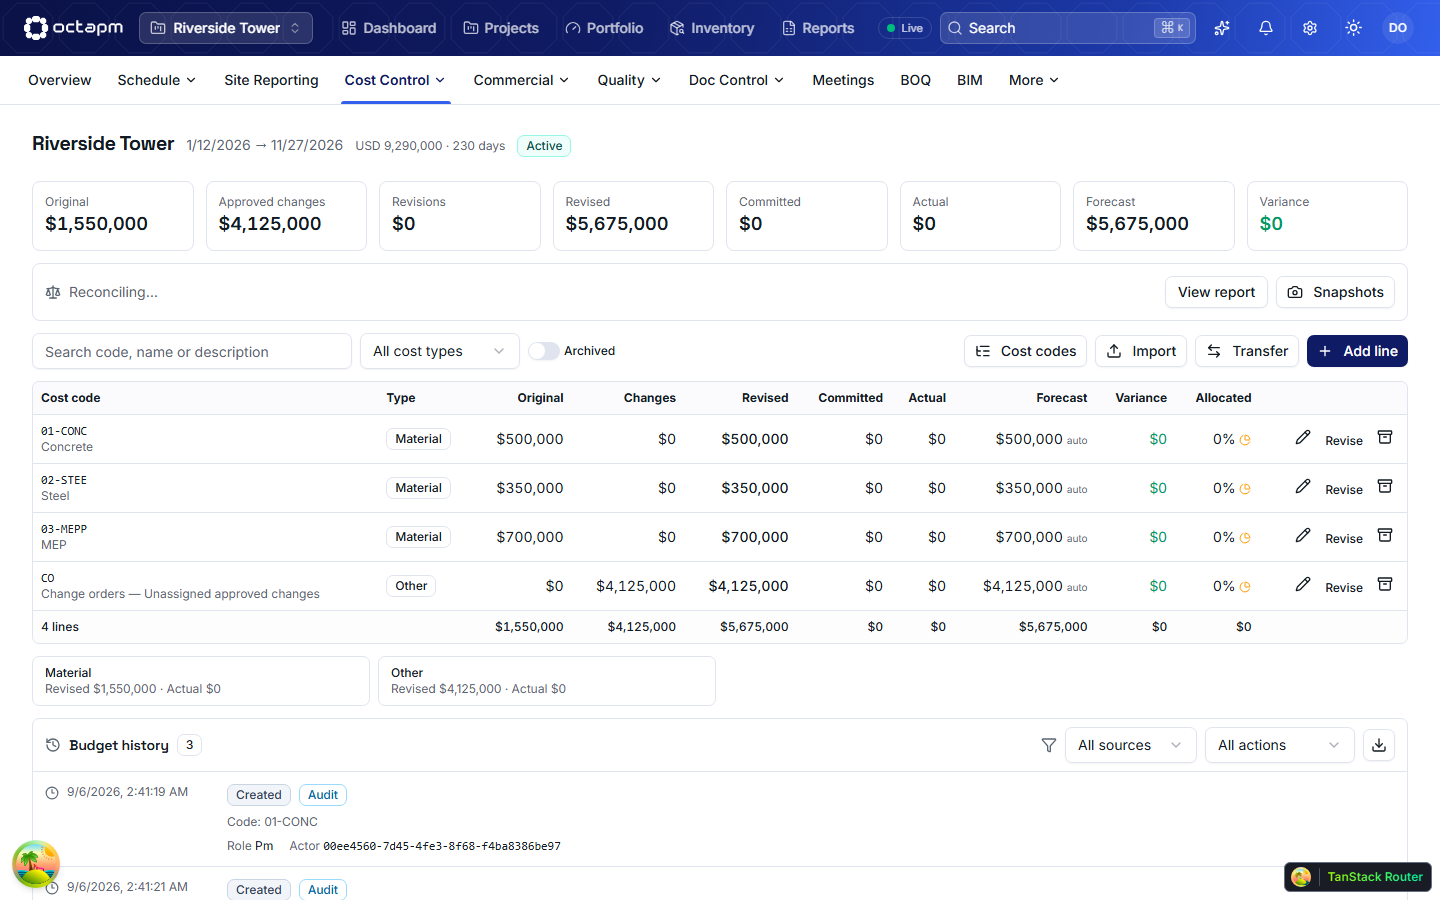 octapm
Riverside Tower
Dashboard
Projects
Portfolio
Inventory
Reports
Live
Search
⌘ K
DO
Overview
Schedule
Site Reporting
Cost Control
Commercial
Quality
Doc Control
Meetings
BOQ
BIM
More
Riverside Tower 1/12/2026 → 11/27/2026 USD 9,290,000 · 230 days Active
Original
$1,550,000
Approved changes
$4,125,000
Revisions
$0
Revised
$5,675,000
Committed
$0
Actual
$0
Forecast
$5,675,000
Variance
$0
Reconciling...
View report
Snapshots
Search code, name or description
All cost types
Archived
Cost codes
Import
Transfer
Add line
Cost code Type Original Changes Revised Committed Actual Forecast Variance Allocated
01-CONC
Concrete
Material $500,000 $0 $500,000 $0 $0 $500,000 auto $0 0% Revise
02-STEE
Steel
Material $350,000 $0 $350,000 $0 $0 $350,000 auto $0 0% Revise
03-MEPP
MEP
Material $700,000 $0 $700,000 $0 $0 $700,000 auto $0 0% Revise
CO
Change orders — Unassigned approved changes
Other $0 $4,125,000 $4,125,000 $0 $0 $4,125,000 auto $0 0% Revise
4 lines $1,550,000 $4,125,000 $5,675,000 $0 $0 $5,675,000 $0 $0
Material
Revised $1,550,000 · Actual $0
Other
Revised $4,125,000 · Actual $0
Budget history 3
All sources
All actions
9/6/2026, 2:41:19 AM
Created Audit
Code: 01-CONC
Role Pm Actor 00ee4560-7d45-4fe3-8f68-f4ba8386be97
9/6/2026, 2:41:21 AM
Created Audit
TanStack Router